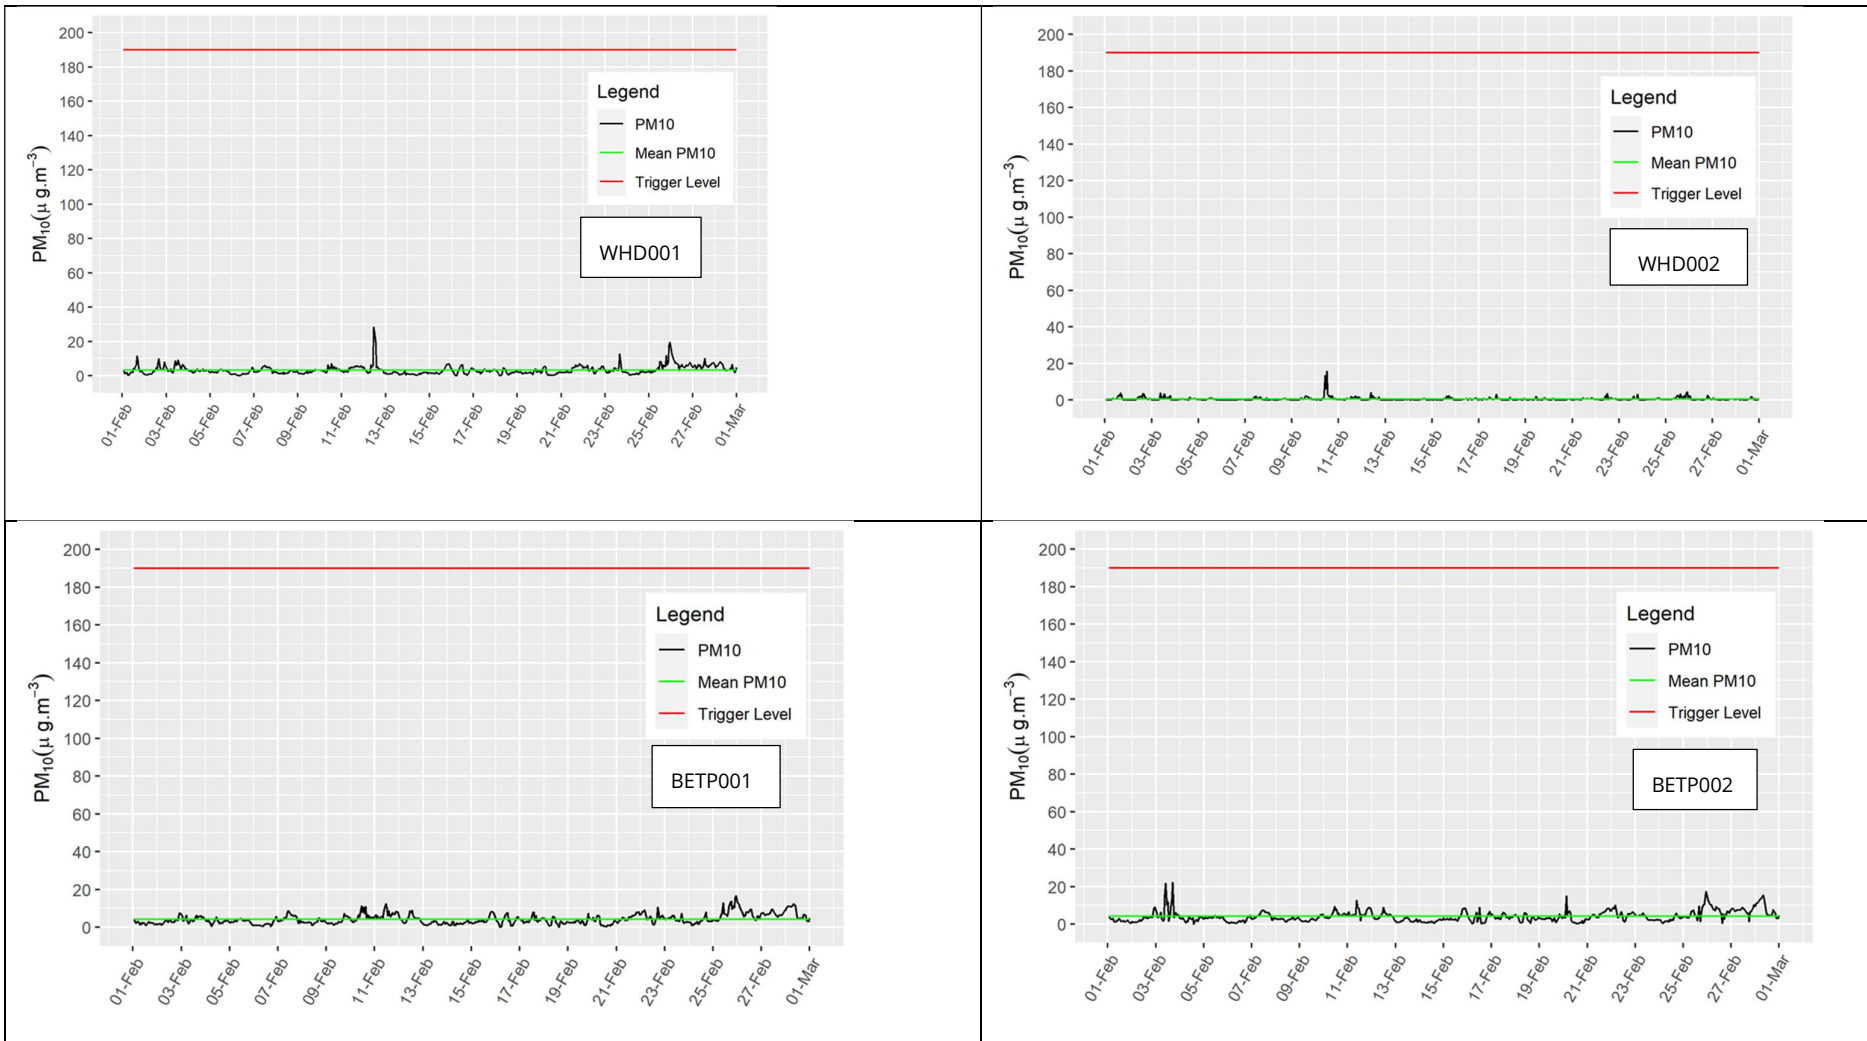 200
180
160
140
120
100
80
60
40
20
0
PM₁₀(μ g.m⁻³)
Legend
PM10
Mean PM10
Trigger Level
WHD001
01-Feb
03-Feb
05-Feb
07-Feb
09-Feb
11-Feb
13-Feb
15-Feb
17-Feb
19-Feb
21-Feb
23-Feb
25-Feb
27-Feb
01-Mar
200
180
160
140
120
100
80
60
40
20
0
PM₁₀(μ g.m⁻³)
Legend
PM10
Mean PM10
Trigger Level
WHD002
01-Feb
03-Feb
05-Feb
07-Feb
09-Feb
11-Feb
13-Feb
15-Feb
17-Feb
19-Feb
21-Feb
23-Feb
25-Feb
27-Feb
01-Mar
200
180
160
140
120
100
80
60
40
20
0
PM₁₀(μ g.m⁻³)
Legend
PM10
Mean PM10
Trigger Level
BETP001
01-Feb
03-Feb
05-Feb
07-Feb
09-Feb
11-Feb
13-Feb
15-Feb
17-Feb
19-Feb
21-Feb
23-Feb
25-Feb
27-Feb
01-Mar
200
180
160
140
120
100
80
60
40
20
0
PM₁₀(μ g.m⁻³)
Legend
PM10
Mean PM10
Trigger Level
BETP002
01-Feb
03-Feb
05-Feb
07-Feb
09-Feb
11-Feb
13-Feb
15-Feb
17-Feb
19-Feb
21-Feb
23-Feb
25-Feb
27-Feb
01-Mar